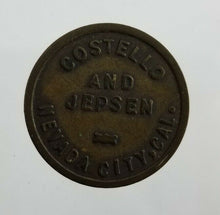 COSTELLO
AND
JEPSEN
NEVADA CITY, CAL.